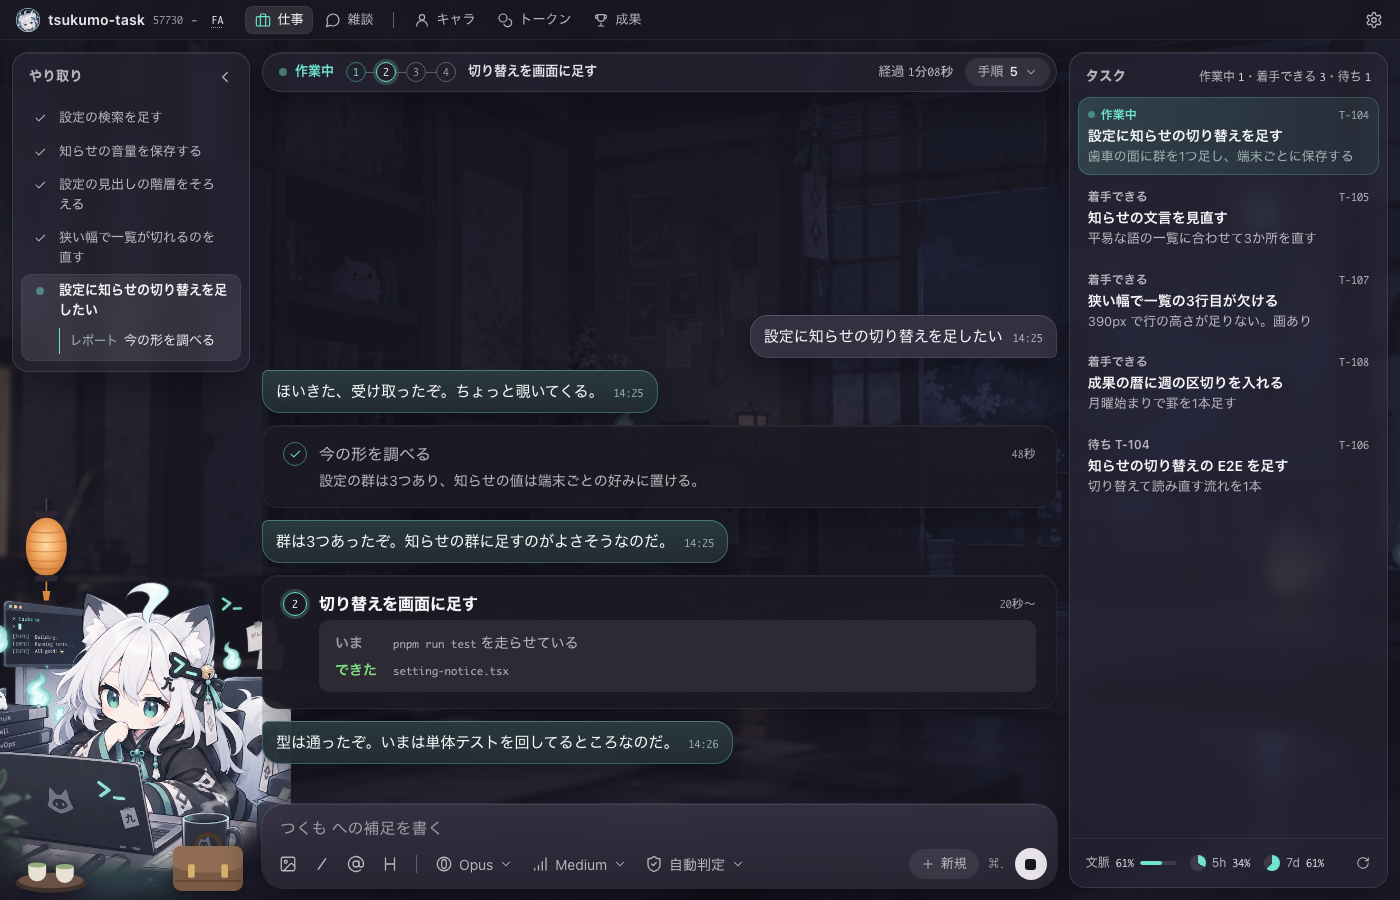 tsukumo-task 57730 - FA 仕事 雑談 キャラ トークン 成果
やり取り
設定の検索を足す
知らせの音量を保存する
設定の見出しの階層をそろ
える
狭い幅で一覧が切れるのを
直す
設定に知らせの切り替えを足
したい
レポート 今の形を調べる
作業中 1 2 3 4 切り替えを画面に足す 経過 1分08秒 手順 5
設定に知らせの切り替えを足したい 14:25
ほいきた、受け取ったぞ。ちょっと覗いてくる。 14:25
今の形を調べる 48秒
設定の群は3つあり、知らせの値は端末ごとの好みに置ける。
群は3つあったぞ。知らせの群に足すのがよさそうなのだ。 14:25
2 切り替えを画面に足す 20秒〜
いま pnpm run test を走らせている
できた setting-notice.tsx
型は通ったぞ。いまは単体テストを回してるところなのだ。 14:26
つくも への補足を書く
Opus Medium 自動判定 + 新規 ⌘.
タスク 作業中 1・着手できる 3・待ち 1
作業中 T-104
設定に知らせの切り替えを足す
歯車の面に群を1つ足し、端末ごとに保存する
着手できる T-105
知らせの文言を見直す
平易な語の一覧に合わせて3か所を直す
着手できる T-107
狭い幅で一覧の3行目が欠ける
390px で行の高さが足りない。画あり
着手できる T-108
成果の暦に週の区切りを入れる
月曜始まりで罫を1本足す
待ち T-104 T-106
知らせの切り替えの E2E を足す
切り替えて読み直す流れを1本
文脈 61% 5h 34% 7d 61%
九